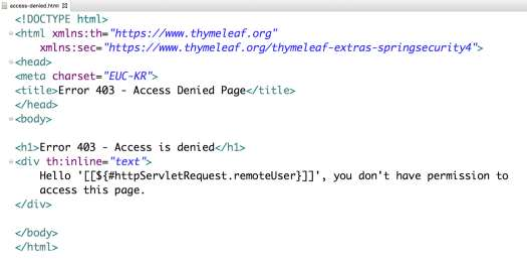 access-denied.html
<!DOCTYPE html>
<html xmlns:th="https://www.thymeleaf.org"
xmlns:sec="https://www.thymeleaf.org/thymeleaf-extras-springsecurity4">
<head>
<meta charset="EUC-KR">
<title>Error 403 - Access Denied Page</title>
</head>
<body>
<h1>Error 403 - Access is denied</h1>
<div th:inline="text">
Hello '[[${#httpServletRequest.remoteUser}]]', you don't have permission to
access this page.
</div>
</body>
</html>